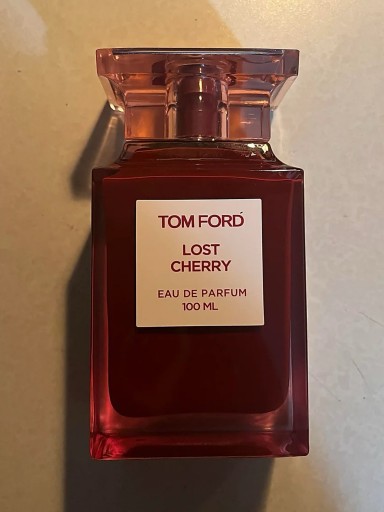 TOM FORD
LOST
CHERRY
EAU DE PARFUM
100 ML